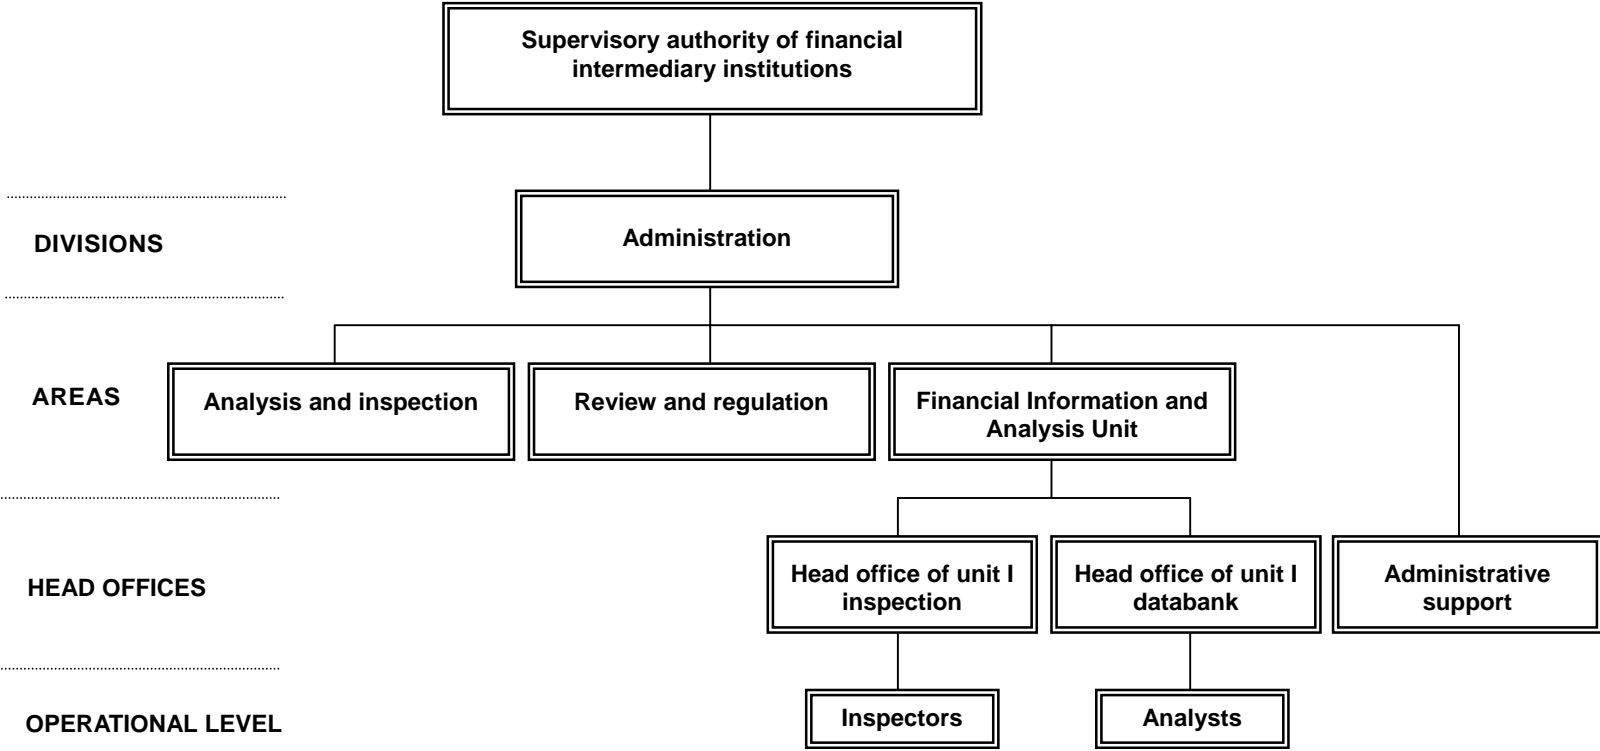 Supervisory authority of financial
intermediary institutions
DIVISIONS
Administration
AREAS
Analysis and inspection
Review and regulation
Financial Information and
Analysis Unit
HEAD OFFICES
Head office of unit I
inspection
Head office of unit I
databank
Administrative
support
OPERATIONAL LEVEL
Inspectors
Analysts